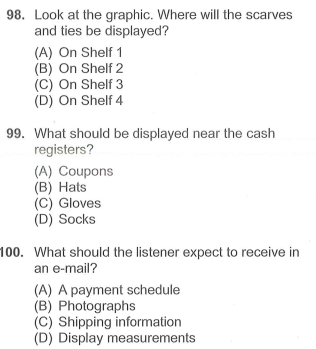 98. Look at the graphic. Where will the scarves
and ties be displayed?
(A) On Shelf 1
(B) On Shelf 2
(C) On Shelf 3
(D) On Shelf 4
99. What should be displayed near the cash
registers?
(A) Coupons
(B) Hats
(C) Gloves
(D) Socks
100. What should the listener expect to receive in
an e-mail?
(A) A payment schedule
(B) Photographs
(C) Shipping information
(D) Display measurements